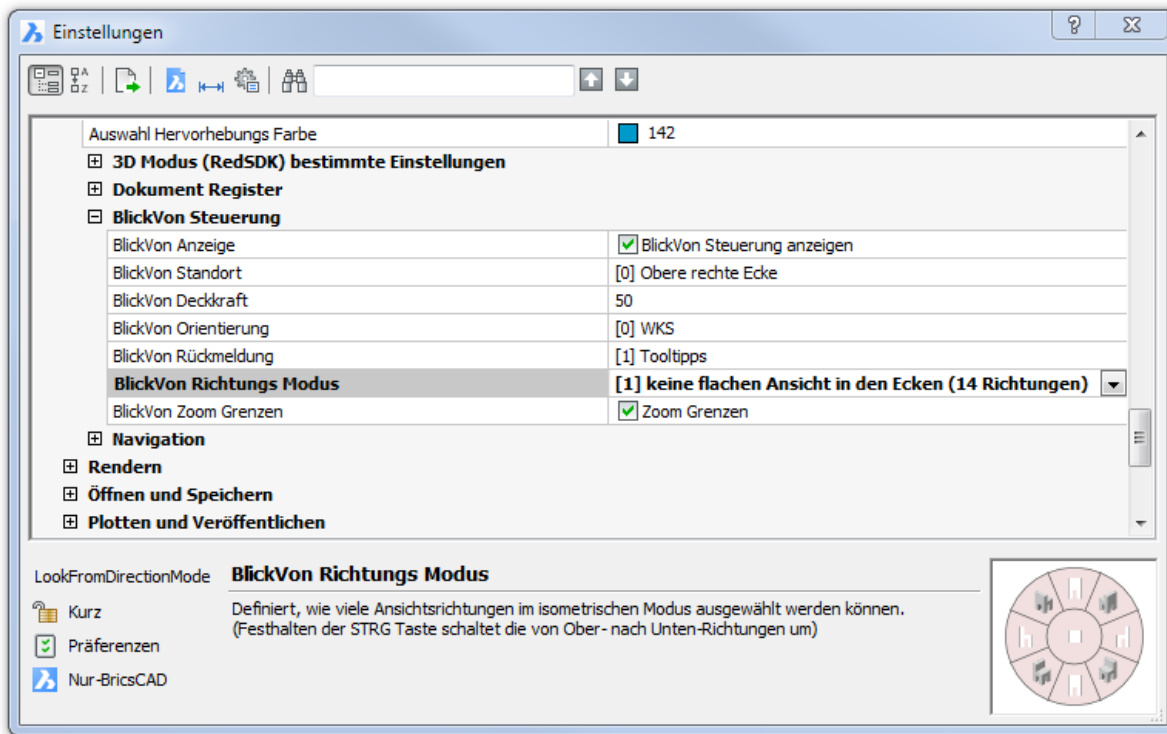 Einstellungen
Auswahl Hervorhebungs Farbe 142
3D Modus (RedSDK) bestimmte Einstellungen
Dokument Register
BlickVon Steuerung
BlickVon Anzeige BlickVon Steuerung anzeigen
BlickVon Standort [0] Obere rechte Ecke
BlickVon Deckkraft 50
BlickVon Orientierung [0] WKS
BlickVon Rückmeldung [1] Tooltipps
BlickVon Richtungs Modus [1] keine flachen Ansicht in den Ecken (14 Richtungen)
BlickVon Zoom Grenzen Zoom Grenzen
Navigation
Rendern
Öffnen und Speichern
Plotten und Veröffentlichen
LookFromDirectionMode BlickVon Richtungs Modus
Kurz
Präferenzen
Nur-BricsCAD
Definiert, wie viele Ansichtsrichtungen im isometrischen Modus ausgewählt werden können.
(Festhalten der STRG Taste schaltet die von Ober- nach Unten-Richtungen um)